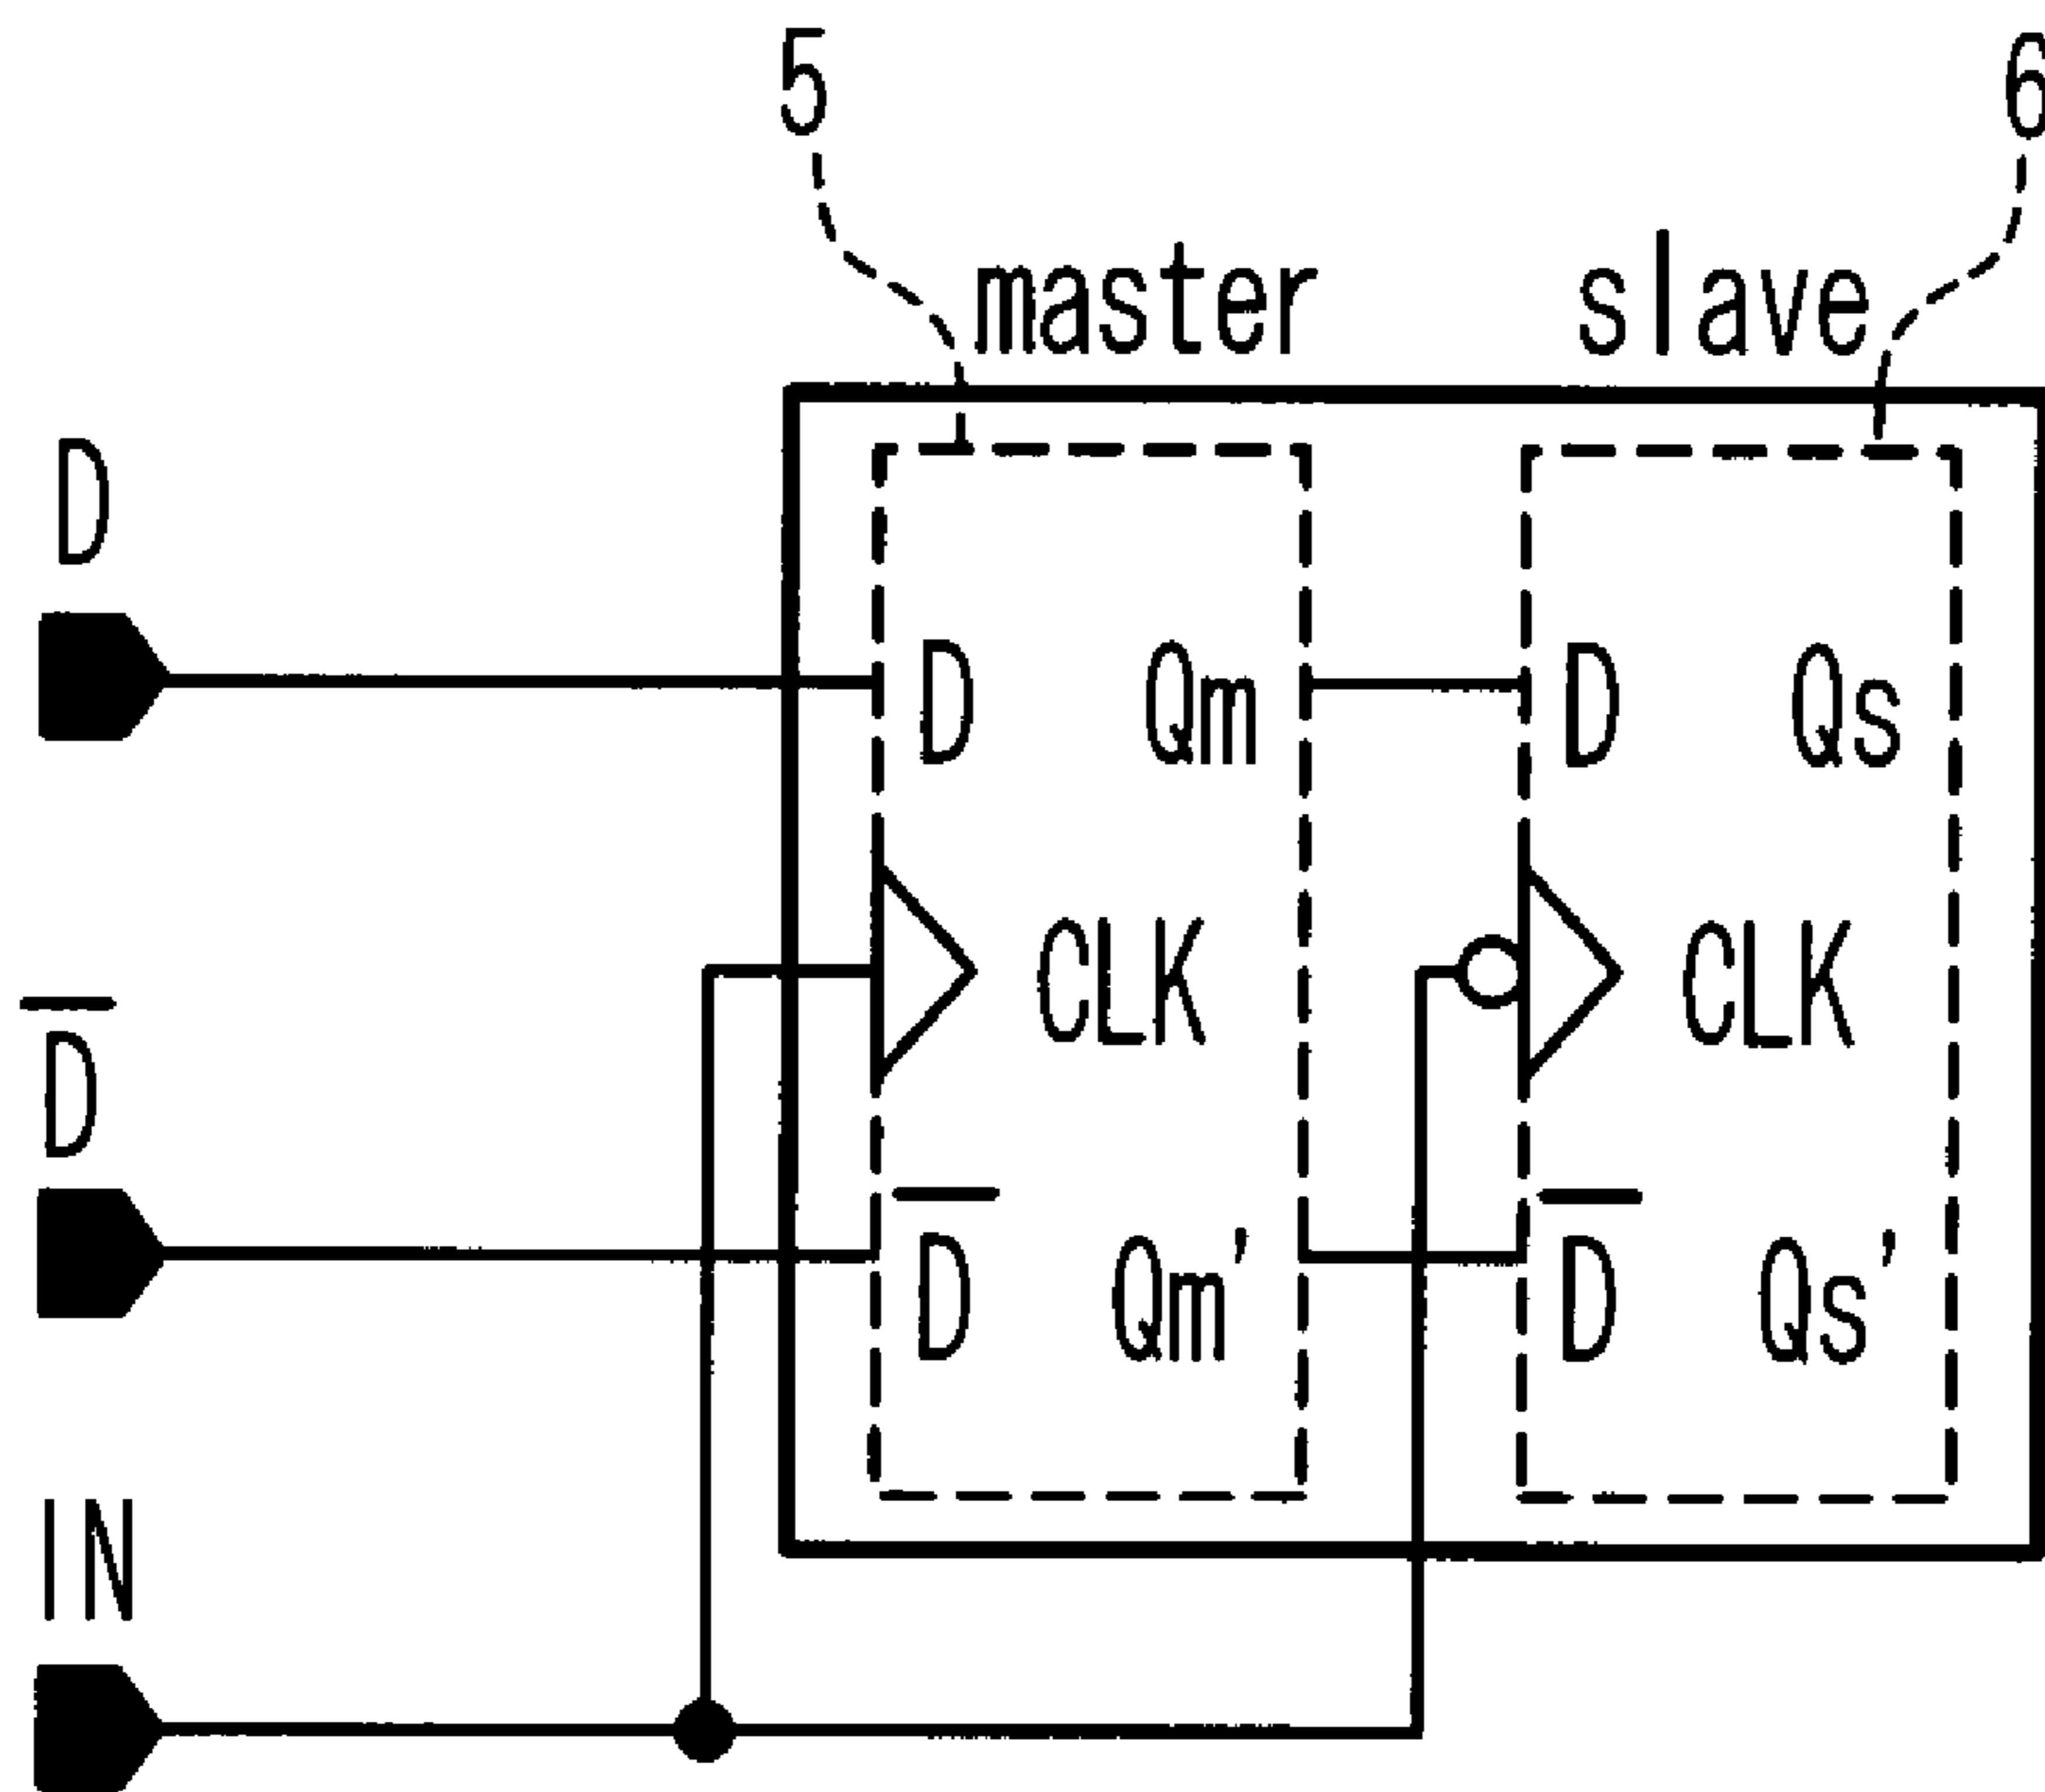 5 6
master slave
D
D Qm D Qs
CLK CLK
D̅
D̅ Qm' D̅ Qs'
IN